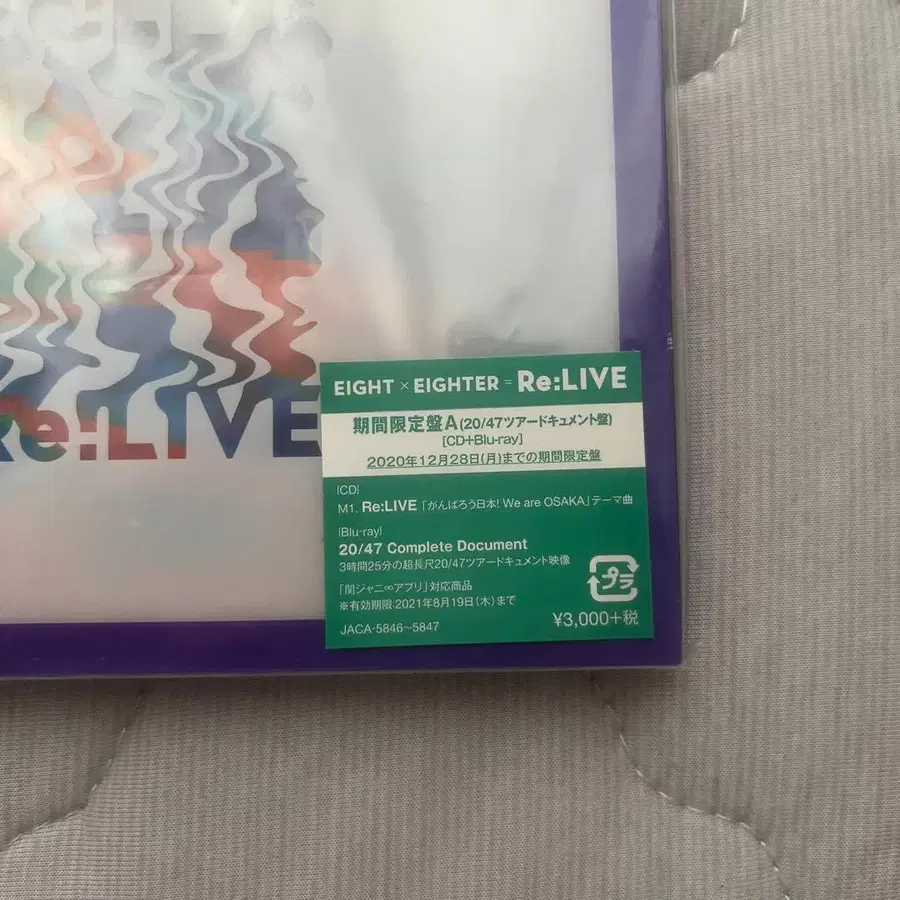 Re:LIVE
EIGHT × EIGHTER = Re:LIVE
期間限定盤A(20/47ツアードキュメント盤)
[CD+Blu-ray]
2020年12月28日(月)までの期間限定盤
[CD]
M1. Re:LIVE 「がんばろう日本! We are OSAKA」テーマ曲
[Blu-ray]
20/47 Complete Document
3時間25分の超長尺20/47ツアードキュメント映像
「関ジャニ∞アプリ」対応商品
※有効期限:2021年8月19日(木)まで
プラ
¥3,000+税
JACA-5846~5847